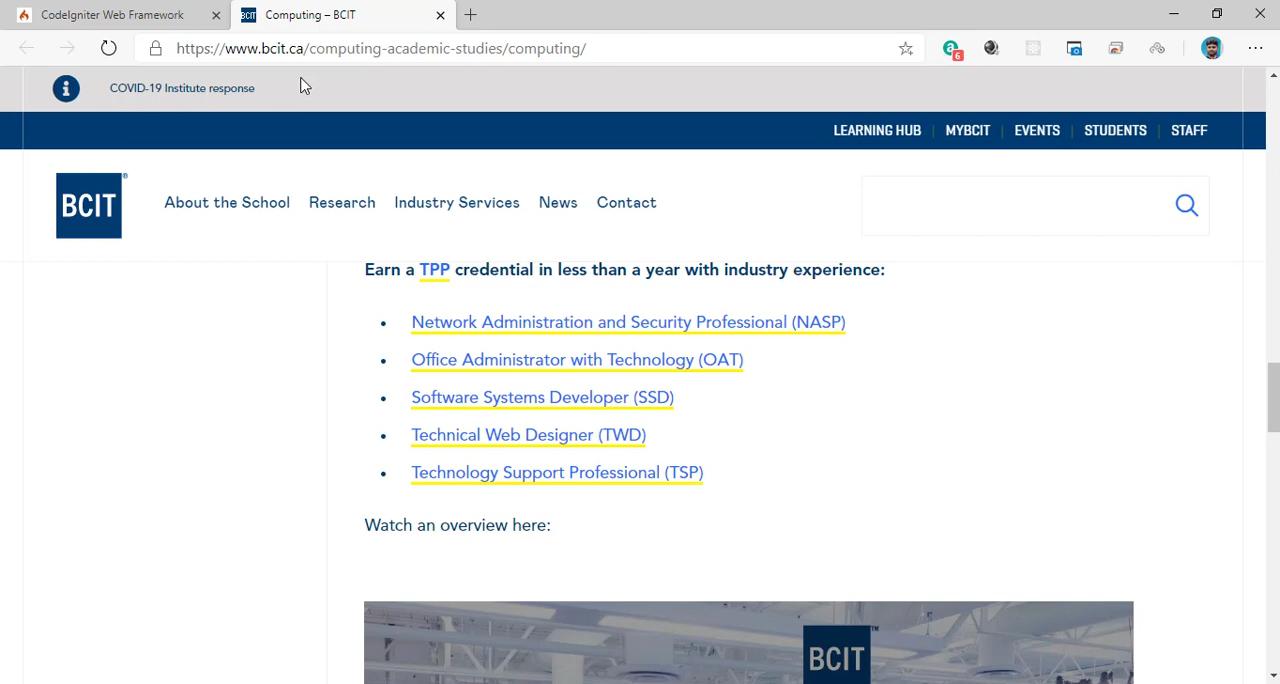 CodeIgniter Web Framework
Computing – BCIT
https://www.bcit.ca/computing-academic-studies/computing/
6
COVID-19 Institute response
LEARNING HUB
MYBCIT
EVENTS
STUDENTS
STAFF
BCIT®
About the School
Research
Industry Services
News
Contact
Earn a TPP credential in less than a year with industry experience:
• Network Administration and Security Professional (NASP)
• Office Administrator with Technology (OAT)
• Software Systems Developer (SSD)
• Technical Web Designer (TWD)
• Technology Support Professional (TSP)
Watch an overview here:
BCIT™